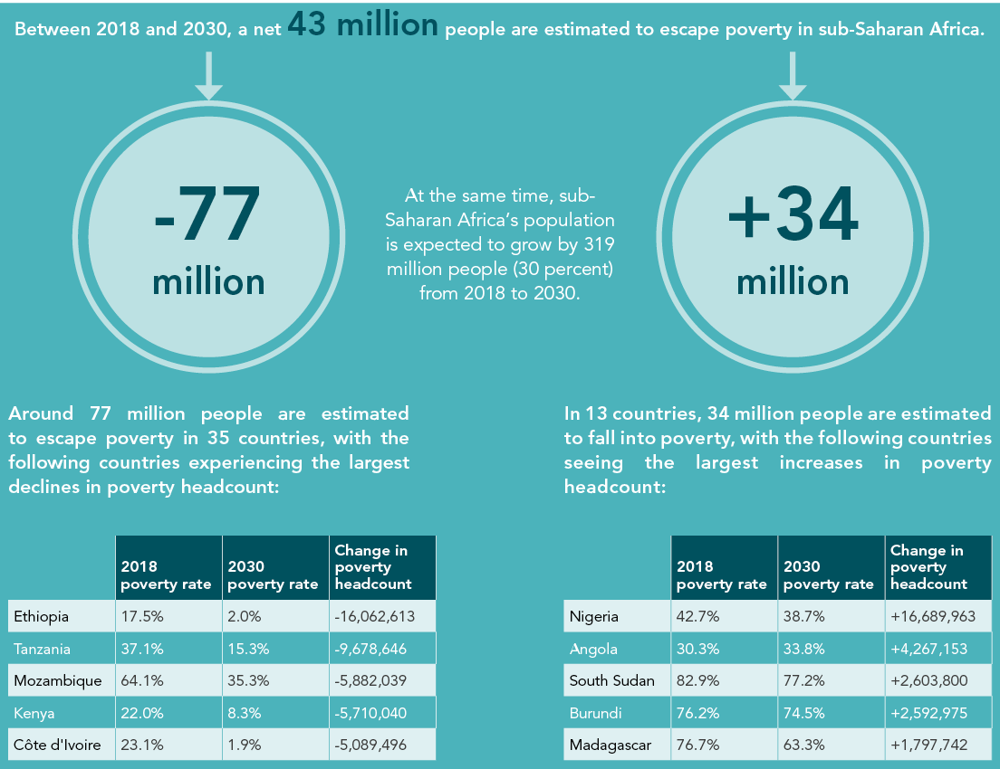 Between 2018 and 2030, a net 43 million people are estimated to escape poverty in sub-Saharan Africa.
-77
million
At the same time, sub-
Saharan Africa's population
is expected to grow by 319
million people (30 percent)
from 2018 to 2030.
+34
million
Around 77 million people are estimated
to escape poverty in 35 countries, with the
following countries experiencing the largest
declines in poverty headcount:
In 13 countries, 34 million people are estimated
to fall into poverty, with the following countries
seeing the largest increases in poverty
headcount:
2018 poverty rate 2030 poverty rate Change in poverty headcount
Ethiopia 17.5% 2.0% -16,062,613
Tanzania 37.1% 15.3% -9,678,646
Mozambique 64.1% 35.3% -5,882,039
Kenya 22.0% 8.3% -5,710,040
Côte d'Ivoire 23.1% 1.9% -5,089,496
2018 poverty rate 2030 poverty rate Change in poverty headcount
Nigeria 42.7% 38.7% +16,689,963
Angola 30.3% 33.8% +4,267,153
South Sudan 82.9% 77.2% +2,603,800
Burundi 76.2% 74.5% +2,592,975
Madagascar 76.7% 63.3% +1,797,742